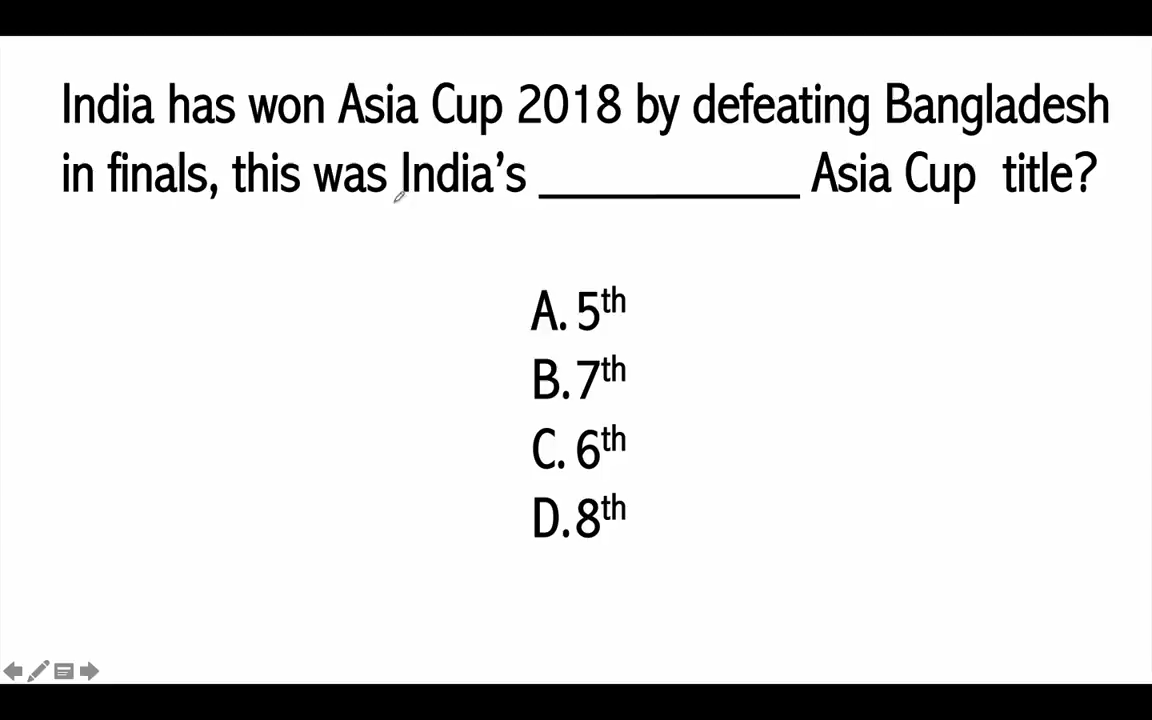 India has won Asia Cup 2018 by defeating Bangladesh
in finals, this was India’s __________ Asia Cup title?
A. 5th
B. 7th
C. 6th
D. 8th